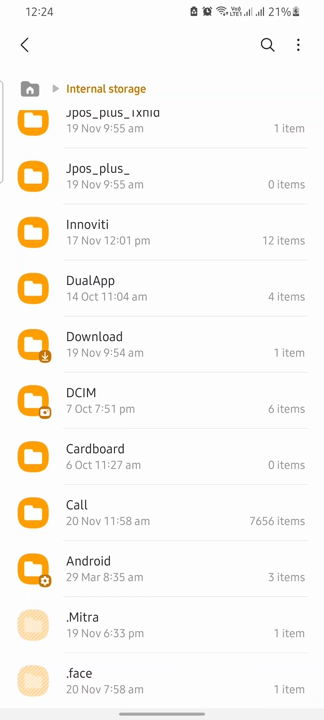 12:24
21%
Internal storage
Jpos_plus_Txnid
19 Nov 9:55 am
1 item
Jpos_plus_
19 Nov 9:55 am
0 items
Innoviti
17 Nov 12:01 pm
12 items
DualApp
14 Oct 11:04 am
4 items
Download
19 Nov 9:54 am
1 item
DCIM
7 Oct 7:51 pm
6 items
Cardboard
6 Oct 11:27 am
0 items
Call
20 Nov 11:58 am
7656 items
Android
29 Mar 8:35 am
3 items
.Mitra
19 Nov 6:33 pm
1 item
.face
20 Nov 7:58 am
1 item